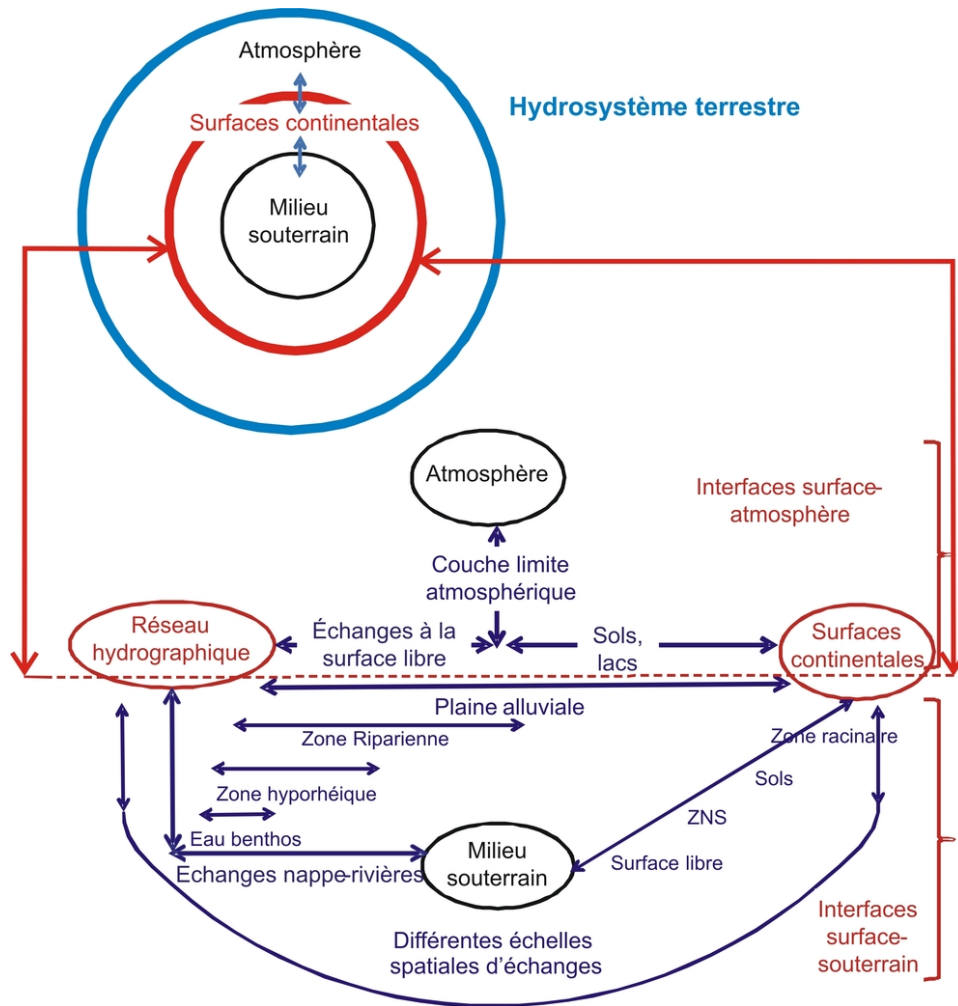 Atmosphère
Hydrosystème terrestre
Surfaces continentales
Milieu
souterrain
Atmosphère
Interfaces surface-
atmosphère
Couche limite
atmosphérique
Réseau
hydrographique
Échanges à la
surface libre
Sols,
lacs
Surfaces
continentales
Plaine alluviale
Zone Riparienne
Zone racinaire
Sols
Zone hyporhéique
ZNS
Eau benthos
Milieu
souterrain
Surface libre
Echanges nappe-rivières
Différentes échelles
spatiales d'échanges
Interfaces
surface-
souterrain